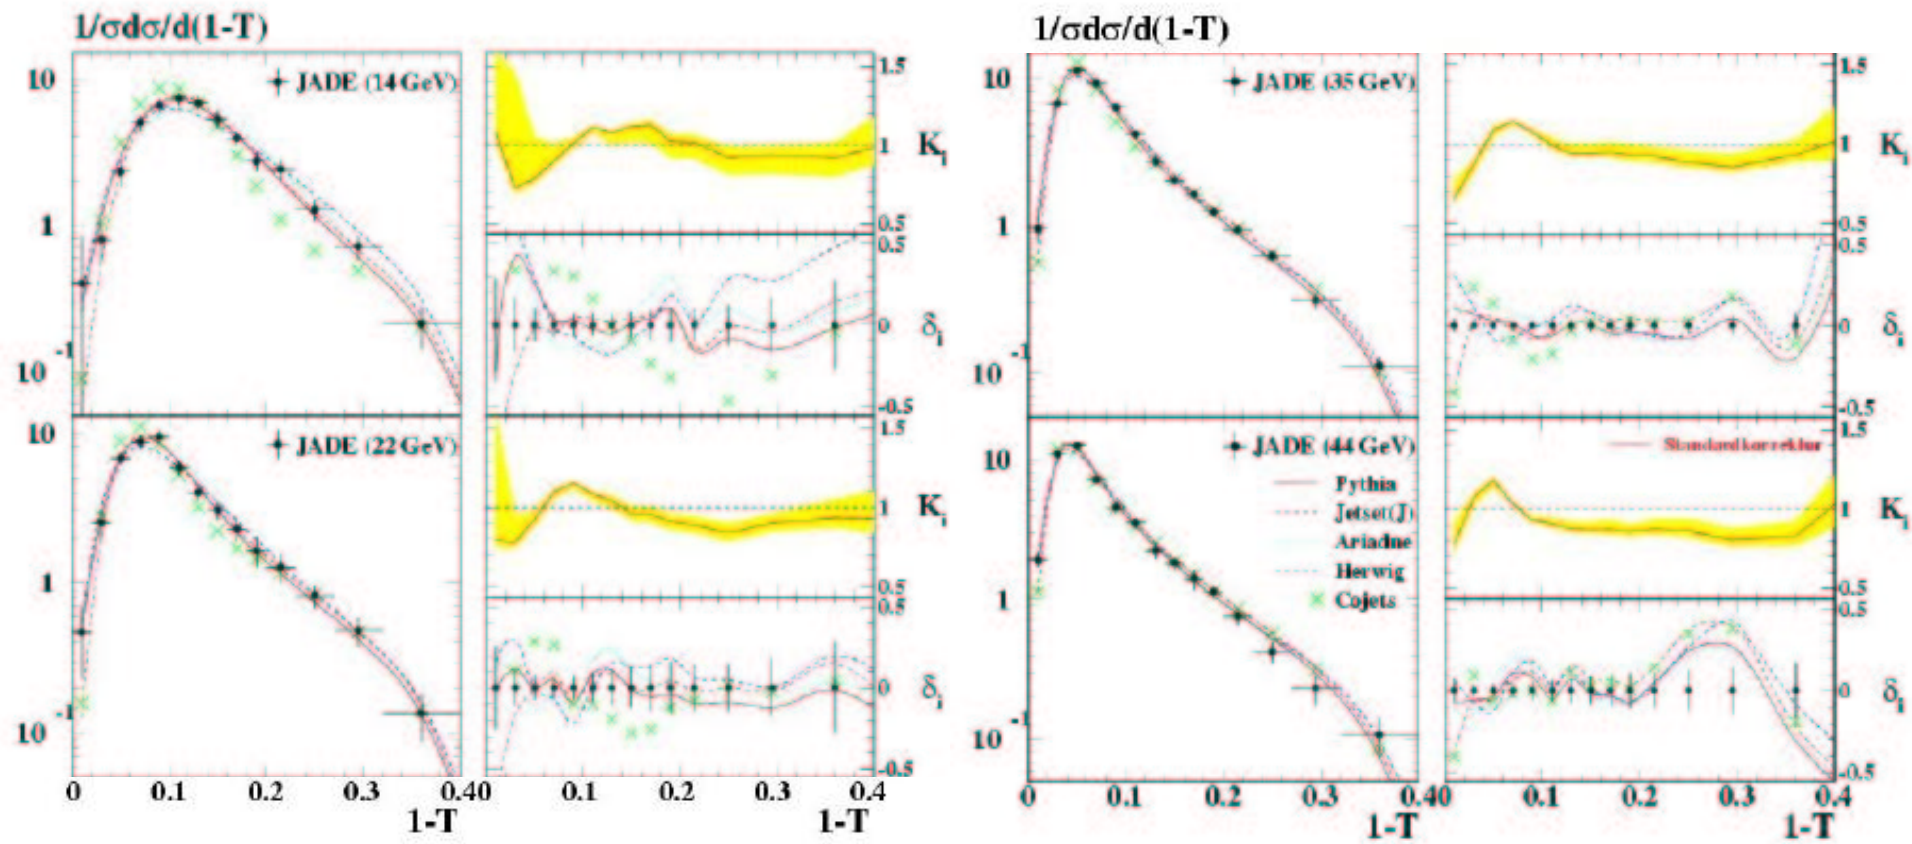 1/σdσ/d(1-T)
10
JADE (14 GeV)
1
10
-1
1.5
1
K_i
0.5
0.5
0
δ_i
-0.5
10
JADE (22 GeV)
1
10
-1
0
0.1
0.2
0.3
0.40
1-T
1.5
1
K_i
0.5
0.5
0
δ_i
-0.5
0.1
0.2
0.3
0.4
1-T
1/σdσ/d(1-T)
10
JADE (35 GeV)
1
10
-1
1.5
1
K_i
0.5
0.5
0
δ_i
-0.5
10
JADE (44 GeV)
Pythia
Jetset(J)
Ariadne
Herwig
Cojets
1
10
-1
0
0.1
0.2
0.3
0.40
1-T
Standardkorrektur
1.5
1
K_i
0.5
0.5
0
δ_i
-0.5
0.1
0.2
0.3
0.4
1-T